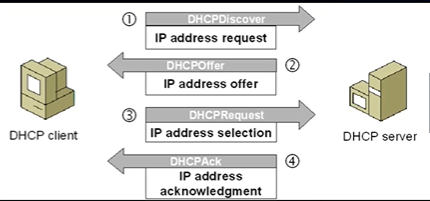 ① DHCPDiscover
IP address request
DHCPOffer ②
IP address offer
③ DHCPRequest
IP address selection
DHCP client
DHCP server
DHCPAck ④
IP address
acknowledgment